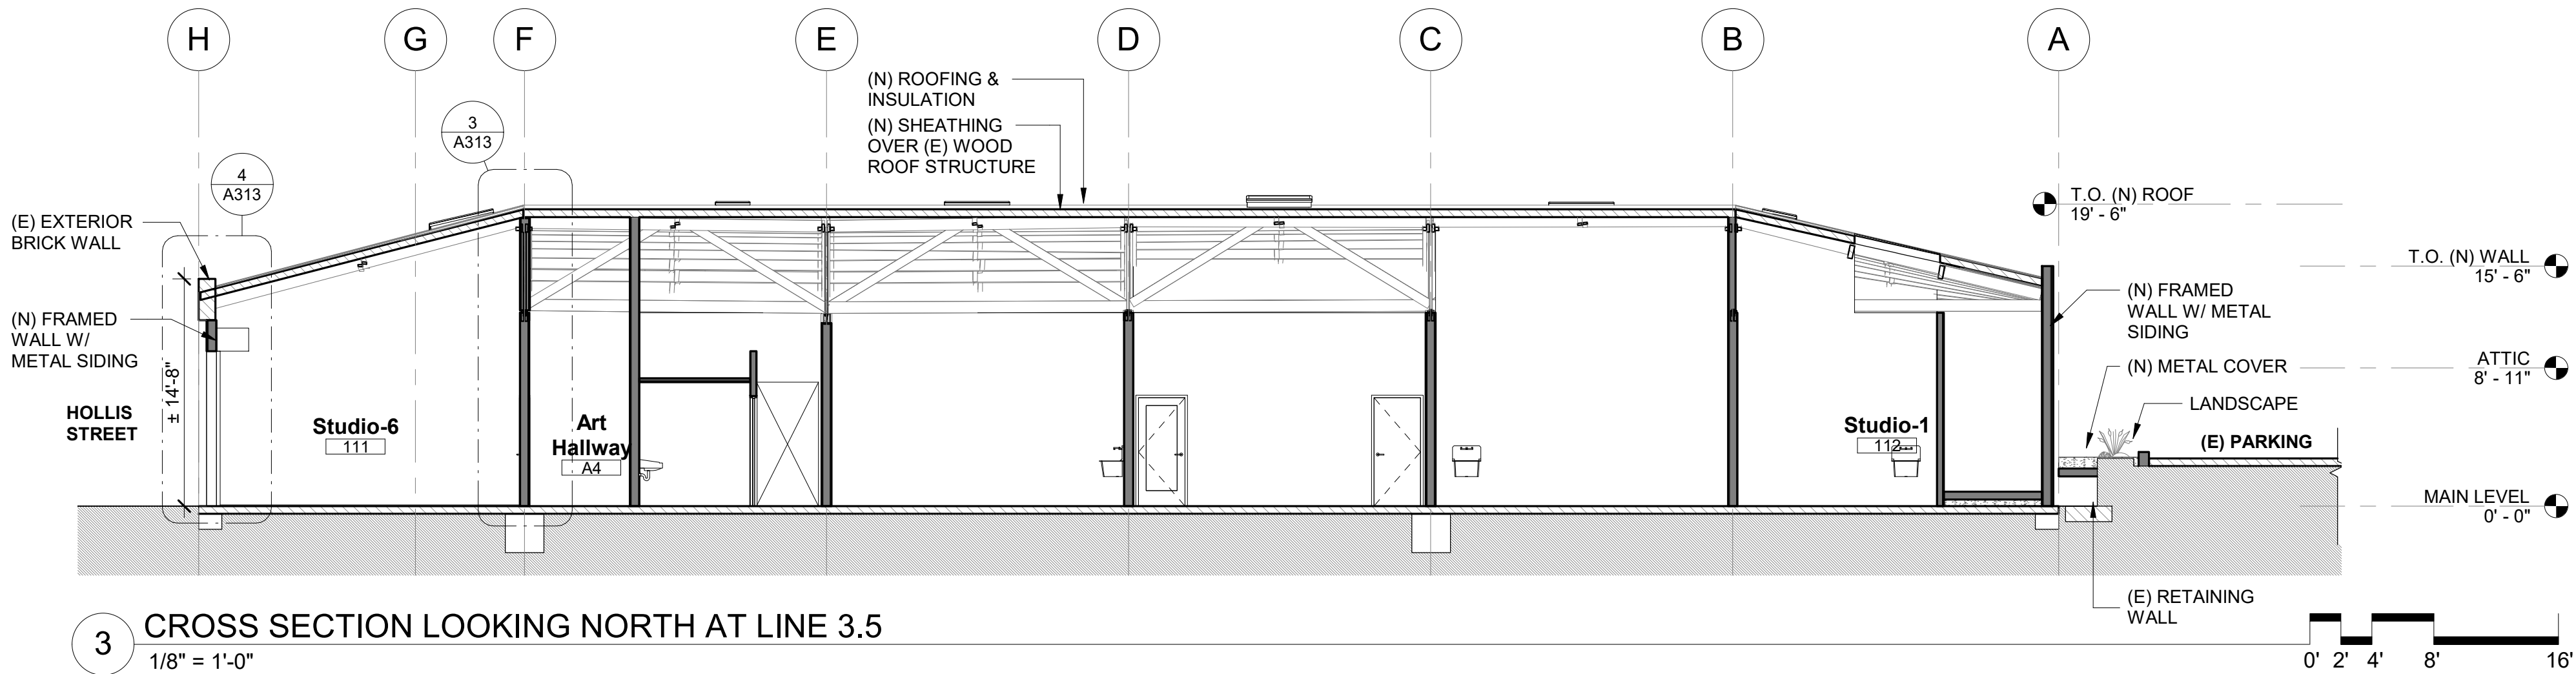 H
G
F
E
D
C
B
A
(N) ROOFING &
INSULATION
(N) SHEATHING
OVER (E) WOOD
ROOF STRUCTURE
3
A313
4
A313
(E) EXTERIOR
BRICK WALL
(N) FRAMED
WALL W/
METAL SIDING
± 14'-8"
HOLLIS
STREET
Studio-6
111
Art
Hallway
A4
Studio-1
112
T.O. (N) ROOF
19' - 6"
T.O. (N) WALL
15' - 6"
(N) FRAMED
WALL W/ METAL
SIDING
ATTIC
8' - 11"
(N) METAL COVER
LANDSCAPE
(E) PARKING
MAIN LEVEL
0' - 0"
(E) RETAINING
WALL
3
CROSS SECTION LOOKING NORTH AT LINE 3.5
1/8" = 1'-0"
0' 2' 4' 8' 16'